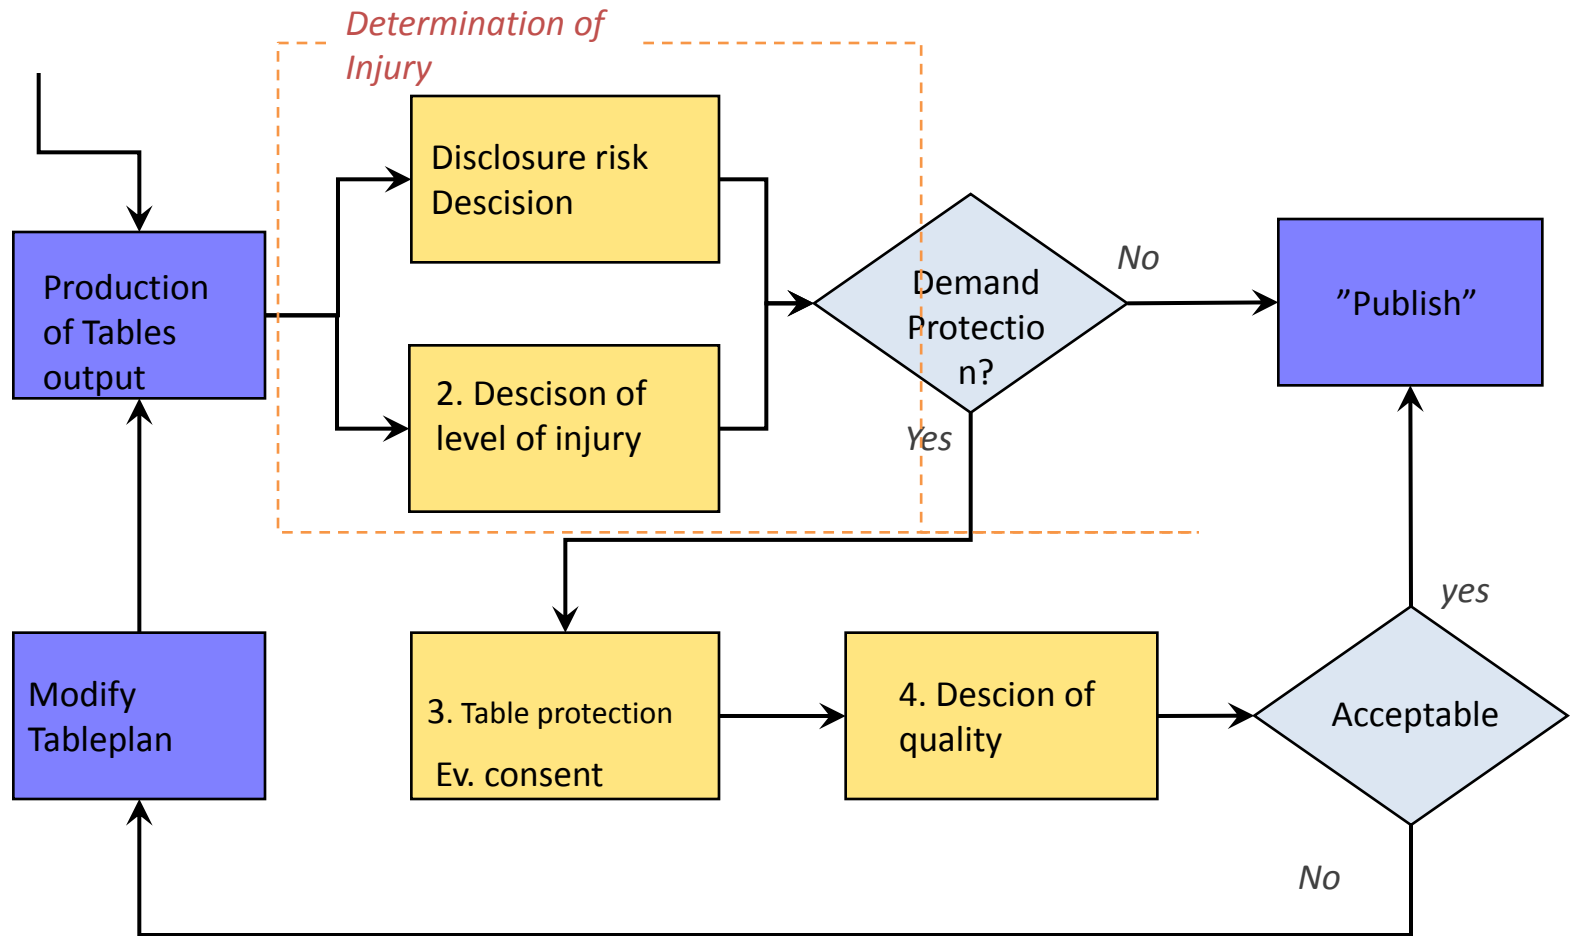 Determination of
Injury
Disclosure risk
Descision
Production
of Tables
output
2. Descison of
level of injury
Demand
Protectio
n?
No
”Publish”
Yes
yes
Modify
Tableplan
3. Table protection
Ev. consent
4. Descion of
quality
Acceptable
No